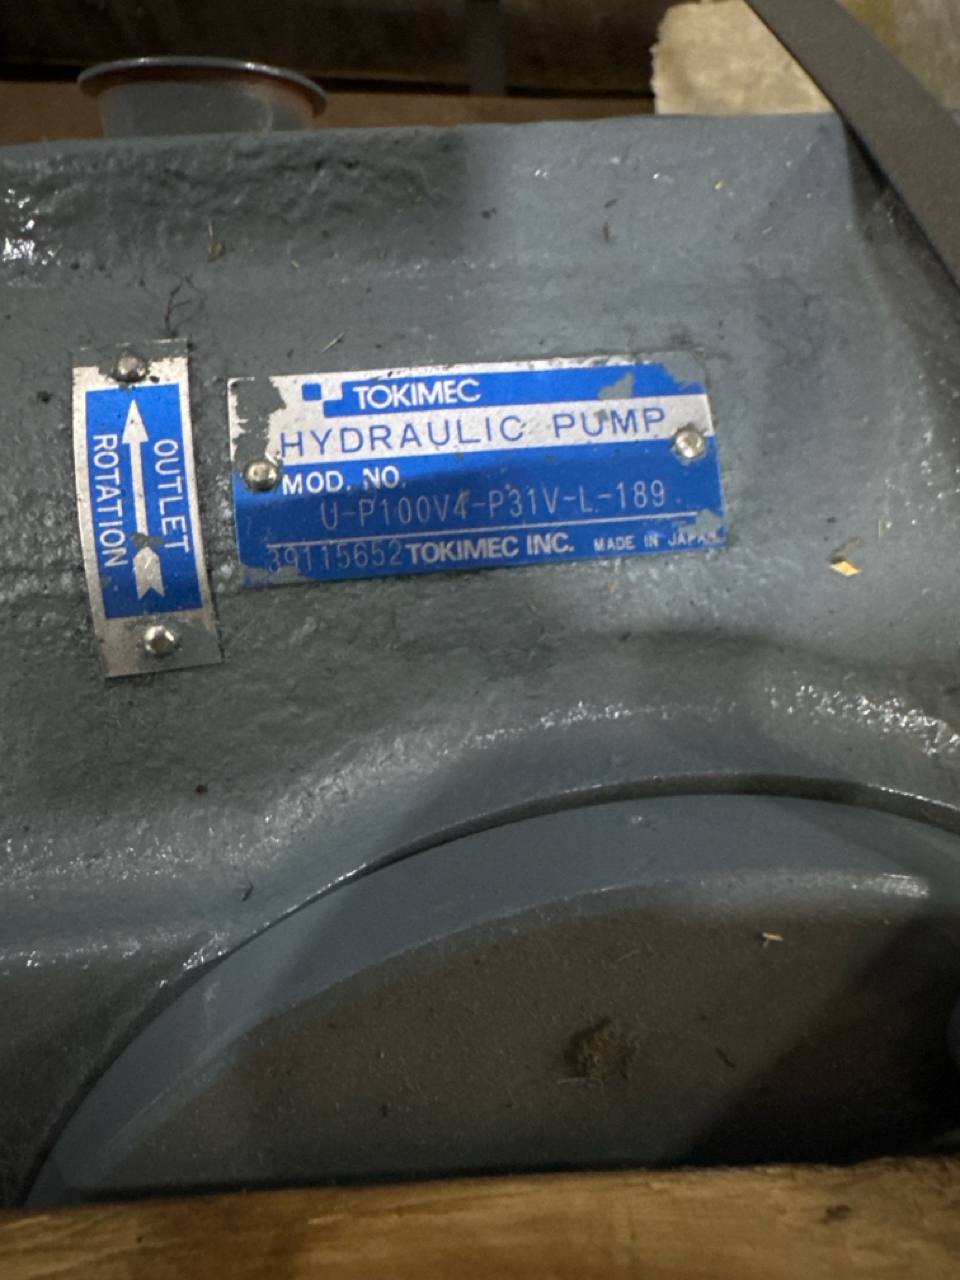 TOKIMEC
HYDRAULIC PUMP
MOD. NO.
U-P100V4-P31V-L-189
39115652 TOKIMEC INC. MADE IN JAPAN
OUTLET
ROTATION